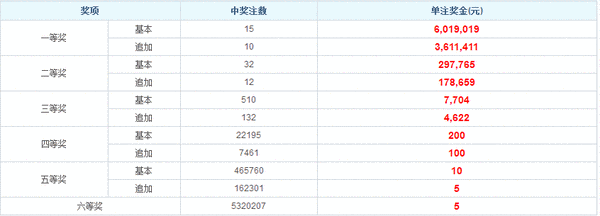 奖项 中奖注数 单注奖金(元)
一等奖 基本 15 6,019,019
追加 10 3,611,411
二等奖 基本 32 297,765
追加 12 178,659
三等奖 基本 510 7,704
追加 132 4,622
四等奖 基本 22195 200
追加 7461 100
五等奖 基本 465760 10
追加 162301 5
六等奖 5320207 5